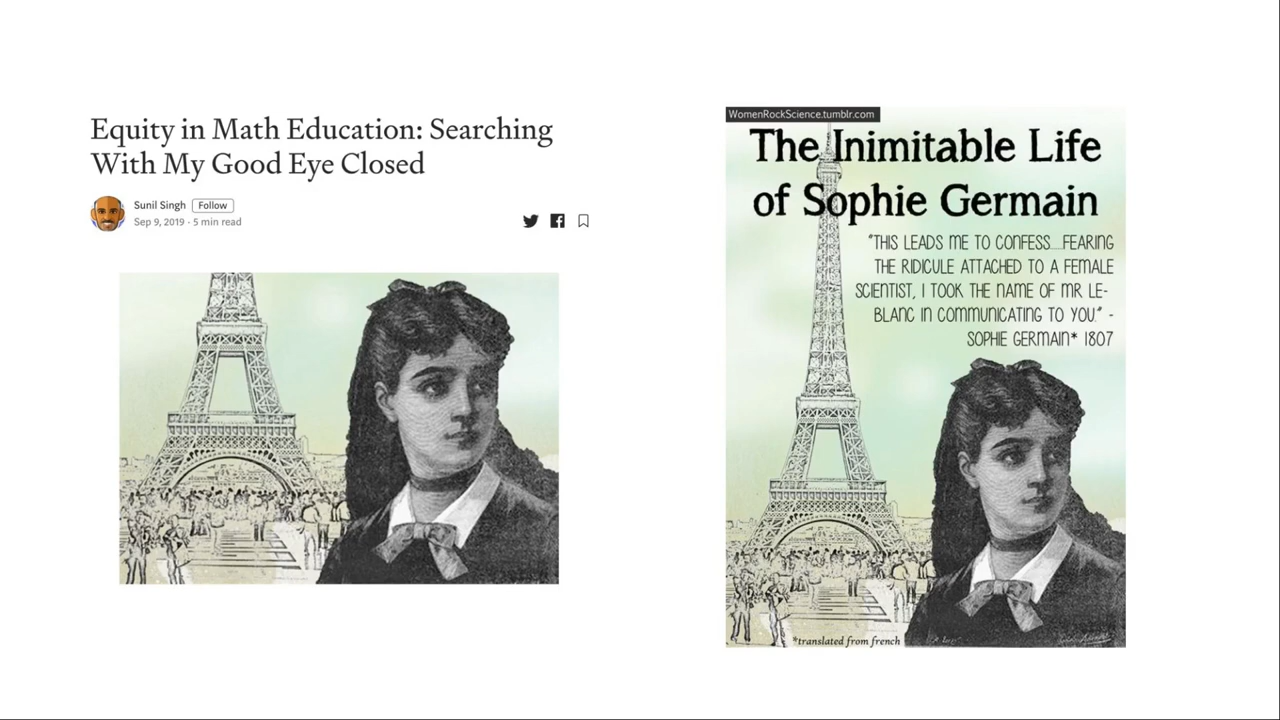 Equity in Math Education: Searching
With My Good Eye Closed
Sunil Singh Follow
Sep 9, 2019 · 5 min read
WomenRockScience.tumblr.com
The Inimitable Life
of Sophie Germain
"THIS LEADS ME TO CONFESS....FEARING
THE RIDICULE ATTACHED TO A FEMALE
SCIENTIST, I TOOK THE NAME OF MR LE-
BLANC IN COMMUNICATING TO YOU." -
SOPHIE GERMAIN* 1807
*translated from french